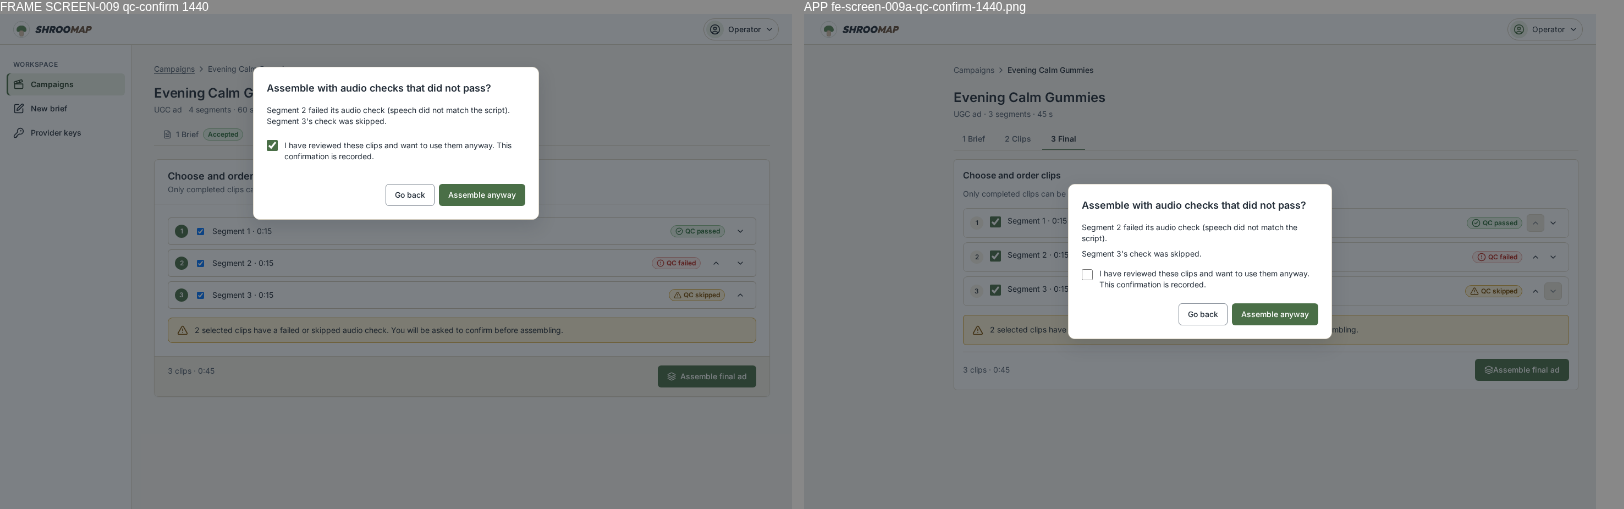 FRAME SCREEN-009 qc-confirm 1440
SHROOMAP
Operator
WORKSPACE
Campaigns
New brief
Provider keys
Campaigns > Evening Calm
Evening Calm G
UGC ad 4 segments · 60 s
1 Brief Accepted
Choose and order
Only completed clips ca
Assemble with audio checks that did not pass?
Segment 2 failed its audio check (speech did not match the script).
Segment 3's check was skipped.
I have reviewed these clips and want to use them anyway. This
confirmation is recorded.
Go back
Assemble anyway
1 Segment 1 · 0:15 QC passed
2 Segment 2 · 0:15 QC failed
3 Segment 3 · 0:15 QC skipped
2 selected clips have a failed or skipped audio check. You will be asked to confirm before assembling.
3 clips · 0:45
Assemble final ad
APP fe-screen-009a-qc-confirm-1440.png
SHROOMAP
Operator
Campaigns > Evening Calm Gummies
Evening Calm Gummies
UGC ad · 3 segments · 45 s
1 Brief 2 Clips 3 Final
Choose and order clips
Only completed clips can be
1 Segment 1 · 0:15 QC passed
2 Segment 2 · 0:15 QC failed
3 Segment 3 · 0:15 QC skipped
2 selected clips have mbling.
Assemble with audio checks that did not pass?
Segment 2 failed its audio check (speech did not match the
script).
Segment 3's check was skipped.
I have reviewed these clips and want to use them anyway.
This confirmation is recorded.
Go back
Assemble anyway
3 clips · 0:45
Assemble final ad